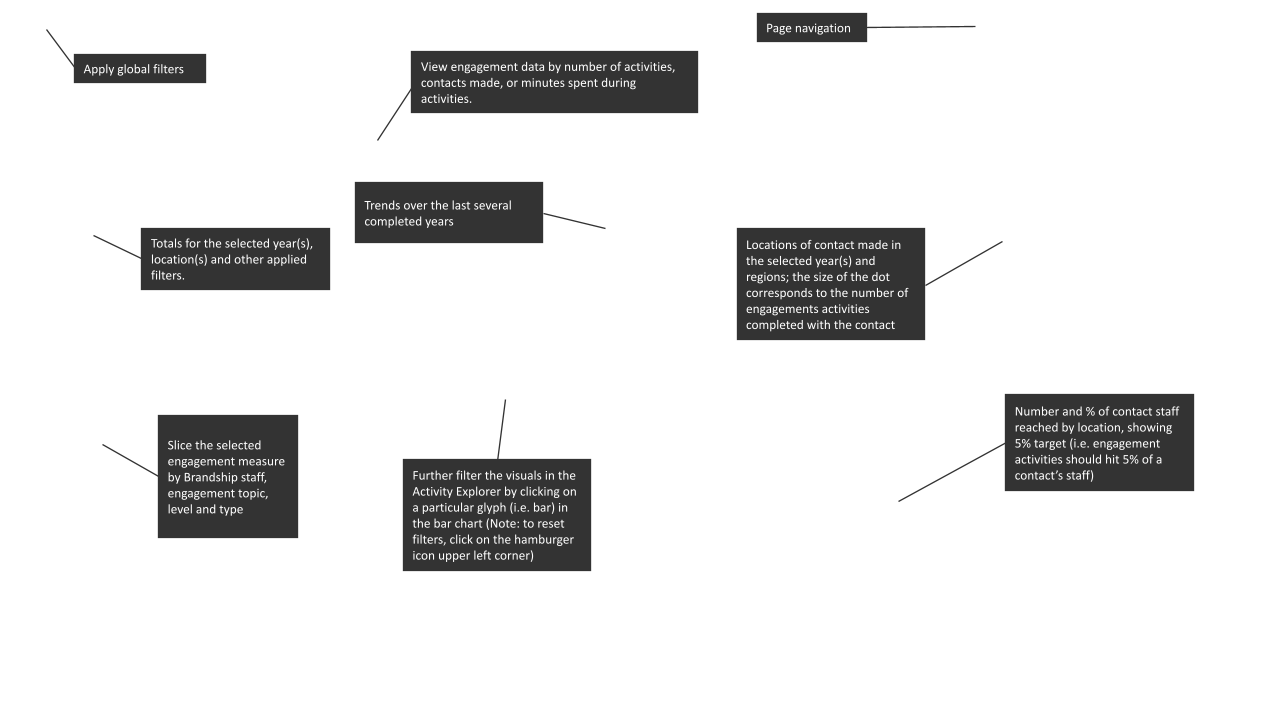 Page navigation
Apply global filters
View engagement data by number of activities,
contacts made, or minutes spent during
activities.
Trends over the last several
completed years
Totals for the selected year(s),
location(s) and other applied
filters.
Locations of contact made in
the selected year(s) and
regions; the size of the dot
corresponds to the number of
engagements activities
completed with the contact
Number and % of contact staff
reached by location, showing
5% target (i.e. engagement
activities should hit 5% of a
contact’s staff)
Slice the selected
engagement measure
by Brandship staff,
engagement topic,
level and type
Further filter the visuals in the
Activity Explorer by clicking on
a particular glyph (i.e. bar) in
the bar chart (Note: to reset
filters, click on the hamburger
icon upper left corner)